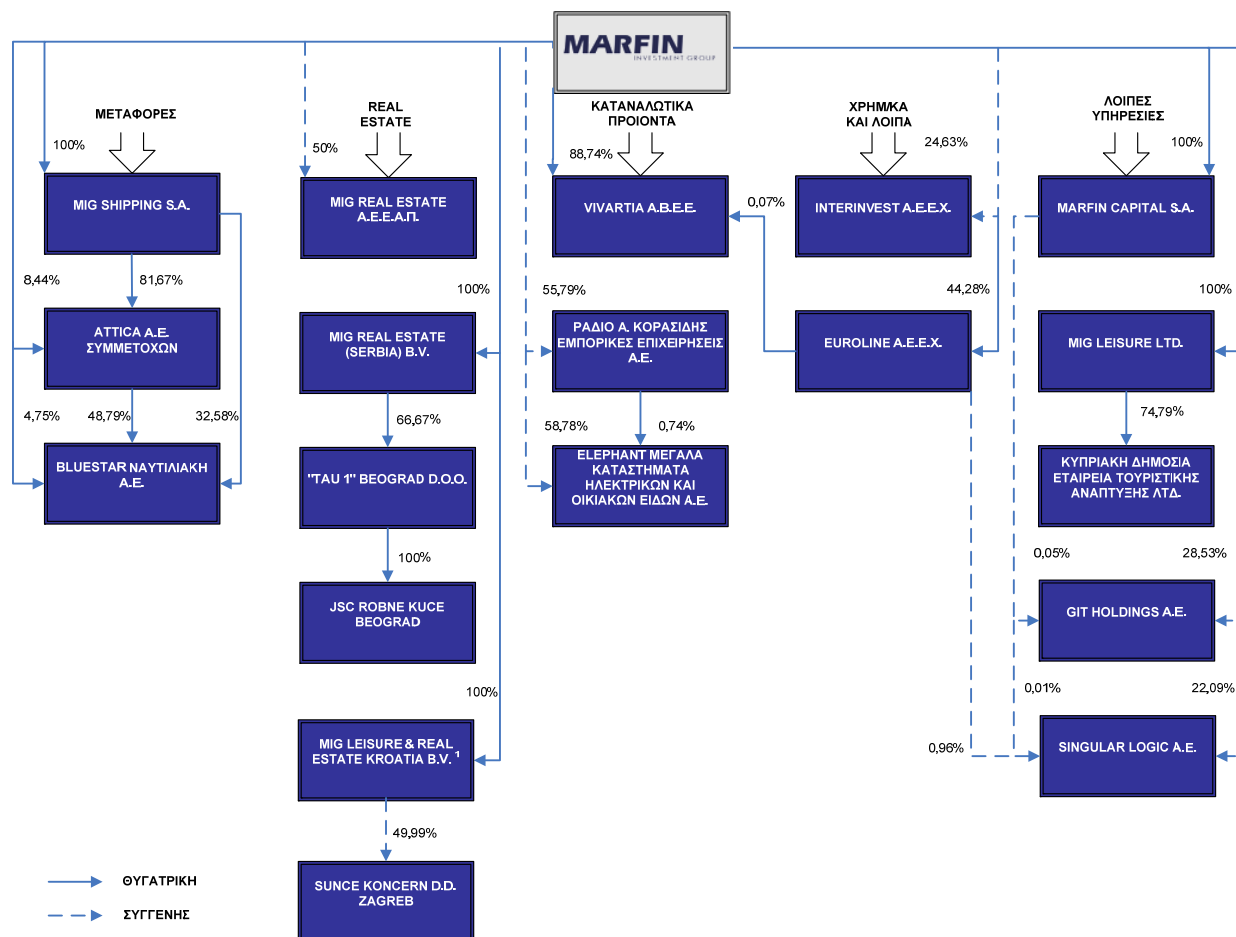 MARFIN
INVESTMENT GROUP
ΜΕΤΑΦΟΡΕΣ
REAL
ESTATE
ΚΑΤΑΝΑΛΩΤΙΚΑ
ΠΡΟΙΟΝΤΑ
ΧΡΗΜ/ΚΑ
ΚΑΙ ΛΟΙΠΑ
ΛΟΙΠΕΣ
ΥΠΗΡΕΣΙΕΣ
100%
50%
88,74%
24,63%
100%
MIG SHIPPING S.A.
MIG REAL ESTATE
Α.Ε.Ε.Α.Π.
VIVARTIA Α.Β.Ε.Ε.
0,07%
INTERINVEST Α.Ε.Ε.Χ.
MARFIN CAPITAL S.A.
8,44%
81,67%
100%
55,79%
44,28%
100%
ATTICA Α.Ε.
ΣΥΜΜΕΤΟΧΩΝ
MIG REAL ESTATE
(SERBIA) B.V.
ΡΑΔΙΟ Α. ΚΟΡΑΣΙΔΗΣ
ΕΜΠΟΡΙΚΕΣ ΕΠΙΧΕΙΡΗΣΕΙΣ
Α.Ε.
EUROLINE Α.Ε.Ε.Χ.
MIG LEISURE LTD.
4,75%
48,79%
32,58%
66,67%
58,78%
0,74%
74,79%
BLUESTAR ΝΑΥΤΙΛΙΑΚΗ
Α.Ε.
"TAU 1" BEOGRAD D.O.O.
ELEPHANT ΜΕΓΑΛΑ
ΚΑΤΑΣΤΗΜΑΤΑ
ΗΛΕΚΤΡΙΚΩΝ ΚΑΙ
ΟΙΚΙΑΚΩΝ ΕΙΔΩΝ Α.Ε.
ΚΥΠΡΙΑΚΗ ΔΗΜΟΣΙΑ
ΕΤΑΙΡΕΙΑ ΤΟΥΡΙΣΤΙΚΗΣ
ΑΝΑΠΤΥΞΗΣ ΛΤΔ.
100%
0,05%
28,53%
JSC ROBNE KUCE
BEOGRAD
GIT HOLDINGS Α.Ε.
100%
0,01%
22,09%
MIG LEISURE & REAL
ESTATE KROATIA B.V. 1
0,96%
SINGULAR LOGIC Α.Ε.
49,99%
SUNCE KONCERN D.D.
ZAGREB
ΘΥΓΑΤΡΙΚΗ
ΣΥΓΓΕΝΗΣ